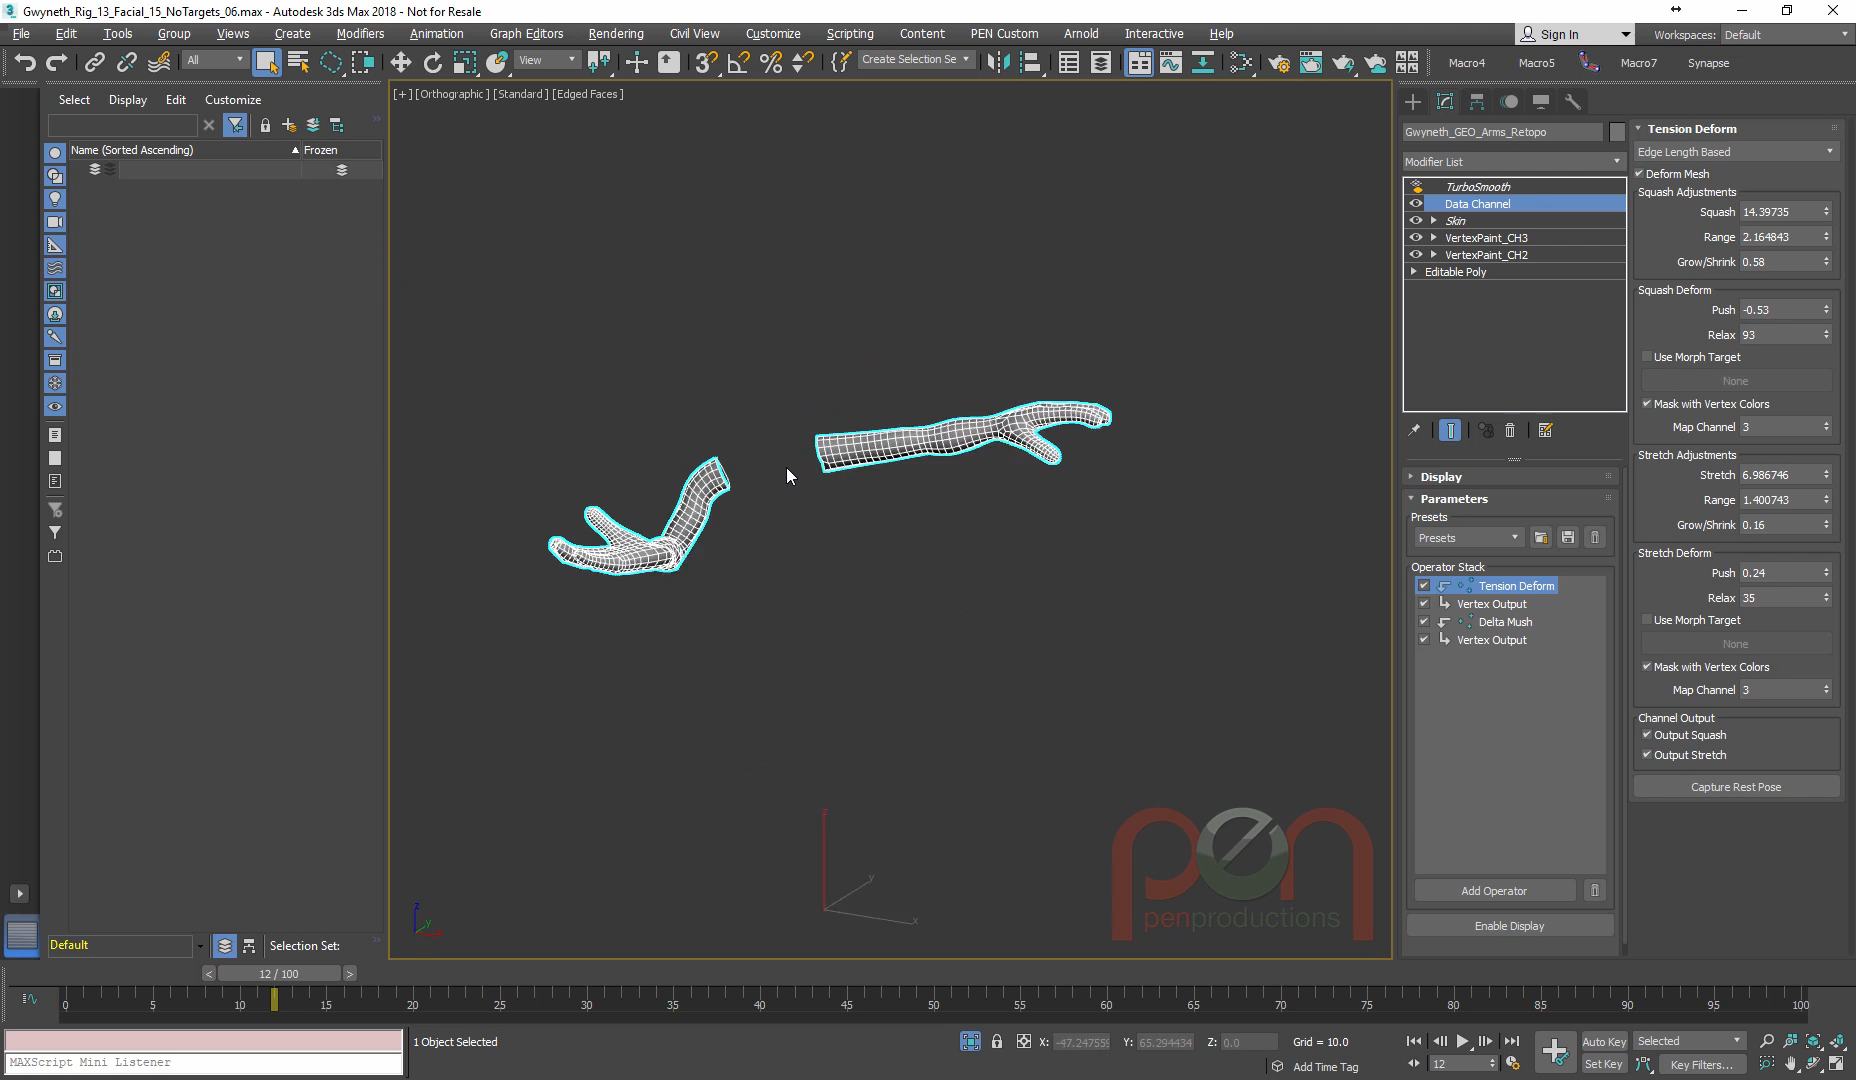 Gwyneth_Rig_13_Facial_15_NoTargets_06.max - Autodesk 3ds Max 2018 - Not for Resale
File Edit Tools Group Views Create Modifiers Animation Graph Editors Rendering Civil View Customize Scripting Content PEN Custom Arnold Interactive Help
Sign In Workspaces: Default
All View Create Selection Se Macro4 Macro5 Macro7 Synapse
Select Display Edit Customize
[+] [Orthographic] [Standard] [Edged Faces]
Name (Sorted Ascending) Frozen
Gwyneth_GEO_Arms_Retopo
Modifier List
TurboSmooth
Data Channel
Skin
VertexPaint_CH3
VertexPaint_CH2
Editable Poly
Display
Parameters
Presets
Presets
Operator Stack
Tension Deform
Vertex Output
Delta Mush
Vertex Output
Add Operator
Enable Display
Tension Deform
Edge Length Based
Deform Mesh
Squash Adjustments
Squash 14.39735
Range 2.164843
Grow/Shrink 0.58
Squash Deform
Push -0.53
Relax 93
Use Morph Target
None
Mask with Vertex Colors
Map Channel 3
Stretch Adjustments
Stretch 6.986746
Range 1.400743
Grow/Shrink 0.16
Stretch Deform
Push 0.24
Relax 35
Use Morph Target
None
Mask with Vertex Colors
Map Channel 3
Channel Output
Output Squash
Output Stretch
Capture Rest Pose
z
y
x
z
y
pen
penproductions
Default Selection Set:
< 12 / 100 >
0 5 10 15 20 25 30 35 40 45 50 55 60 65 70 75 80 85 90 95 100
1 Object Selected X: -47.247559 Y: 65.294434 Z: 0.0 Grid = 10.0 Auto Key Selected
MAXScript Mini Listener Add Time Tag 12 Set Key Key Filters...